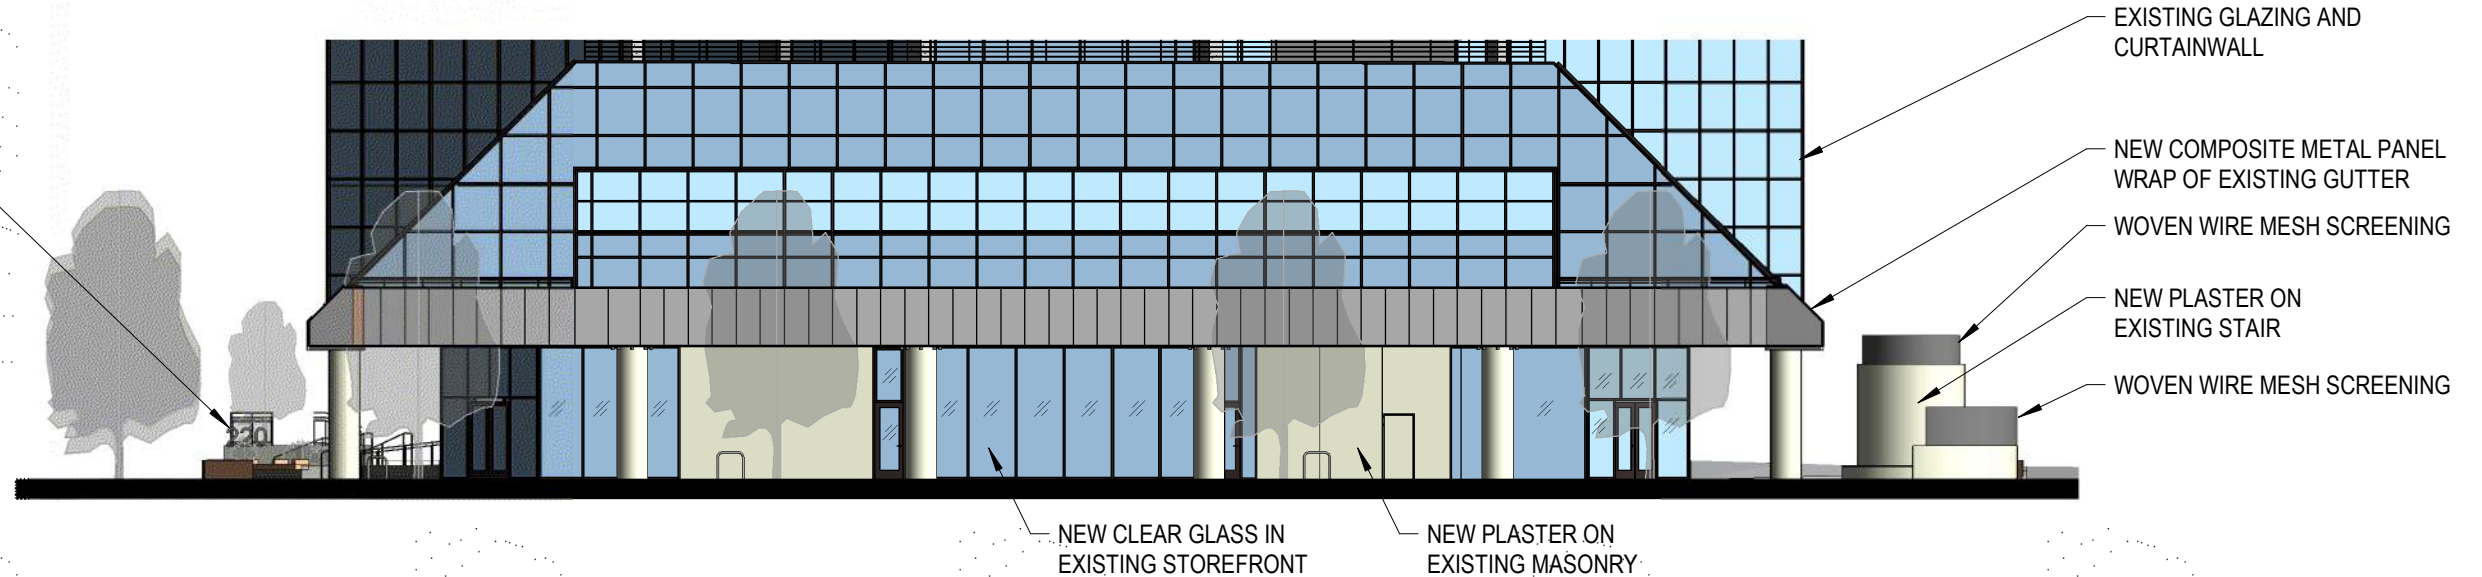 EXISTING GLAZING AND
CURTAINWALL
NEW COMPOSITE METAL PANEL
WRAP OF EXISTING GUTTER
WOVEN WIRE MESH SCREENING
NEW PLASTER ON
EXISTING STAIR
WOVEN WIRE MESH SCREENING
220
NEW CLEAR GLASS IN
EXISTING STOREFRONT
NEW PLASTER ON
EXISTING MASONRY